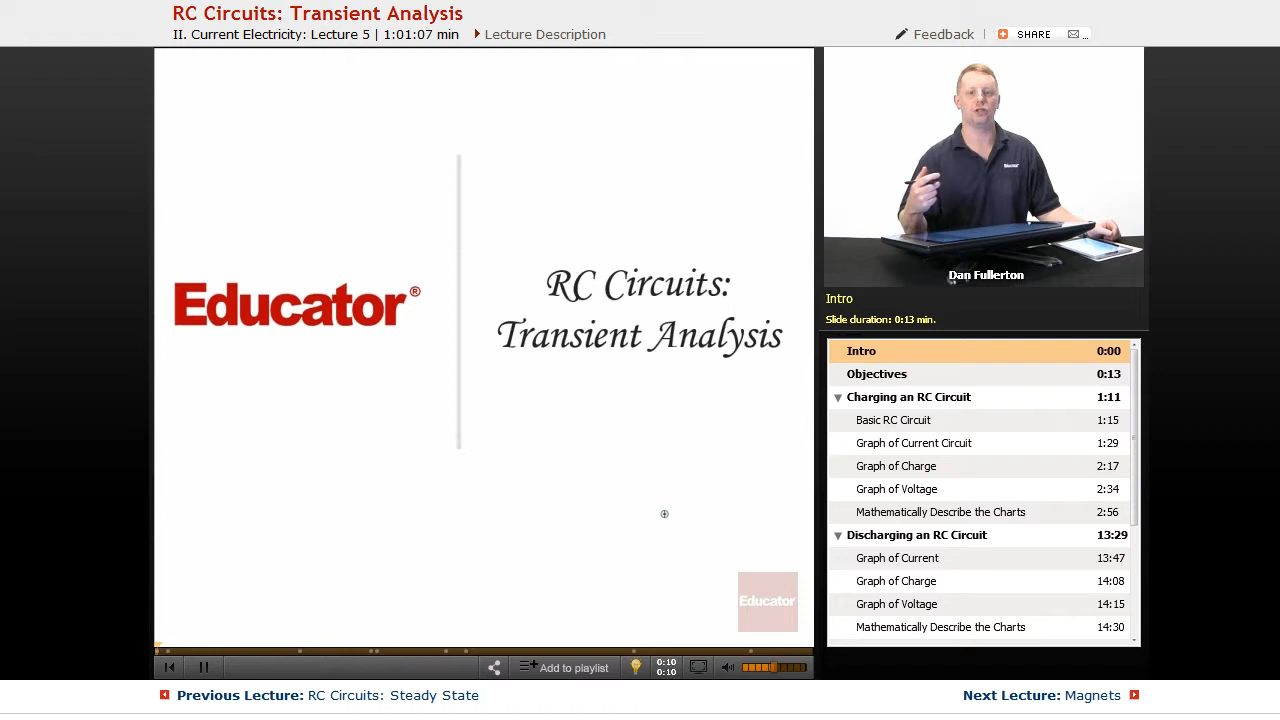 RC Circuits: Transient Analysis
II. Current Electricity: Lecture 5 | 1:01:07 min
Lecture Description
Feedback
SHARE
...
Educator®
RC Circuits:
Transient Analysis
Educator
Educator
Dan Fullerton
Intro
Slide duration: 0:13 min.
Intro 0:00
Objectives 0:13
Charging an RC Circuit 1:11
Basic RC Circuit 1:15
Graph of Current Circuit 1:29
Graph of Charge 2:17
Graph of Voltage 2:34
Mathematically Describe the Charts 2:56
Discharging an RC Circuit 13:29
Graph of Current 13:47
Graph of Charge 14:08
Graph of Voltage 14:15
Mathematically Describe the Charts 14:30
Add to playlist
0:10
0:10
Previous Lecture: RC Circuits: Steady State
Next Lecture: Magnets